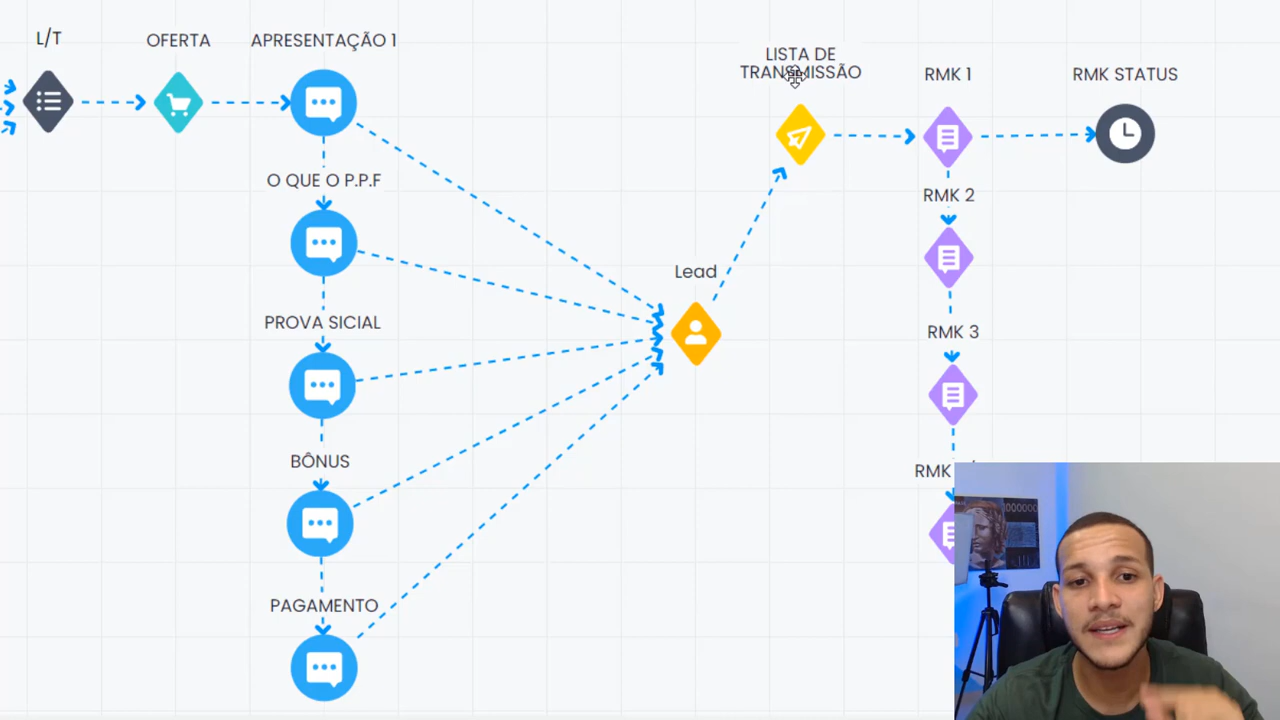 L/T
OFERTA
APRESENTAÇÃO 1
LISTA DE
TRANSMISSÃO
RMK 1
RMK STATUS
O QUE O P.P.F
RMK 2
Lead
PROVA SICIAL
RMK 3
BÔNUS
RMK
PAGAMENTO